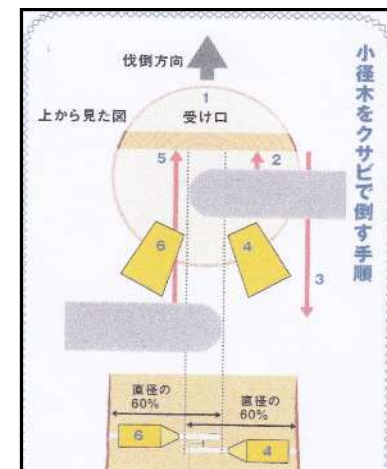 小径木をクサビで倒す手順
伐倒方向
上から見た図
1
受け口
5
2
6
4
3
直径の
60%
直径の
60%
6
4